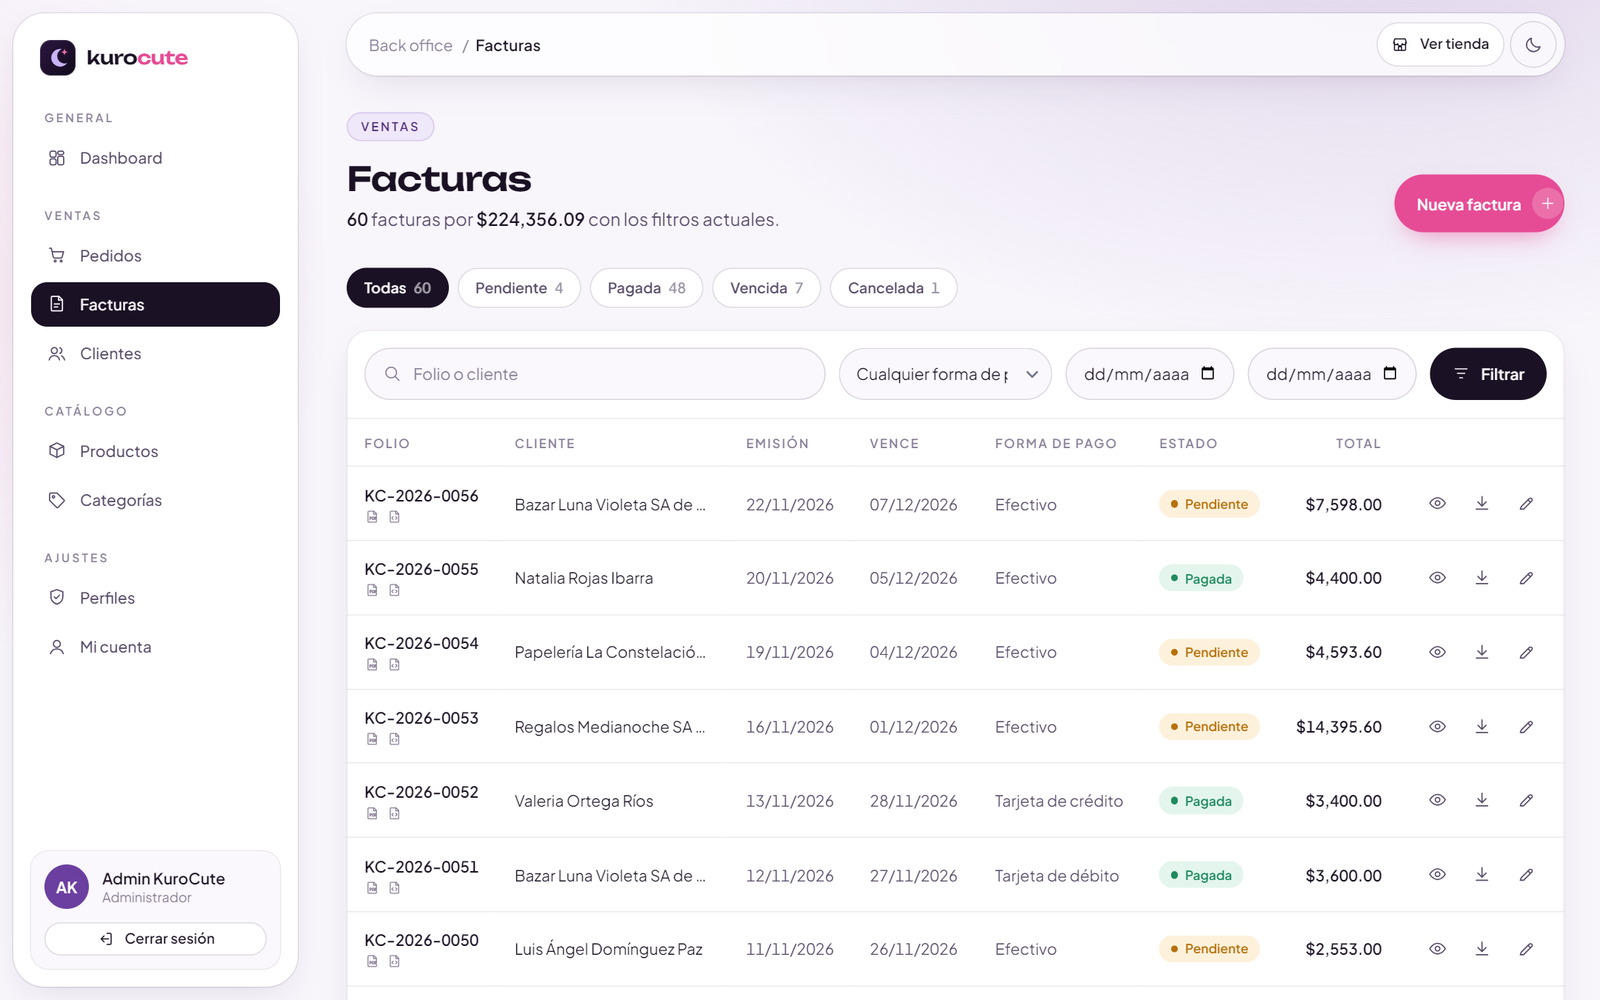 kurocute
GENERAL
Dashboard
VENTAS
Pedidos
Facturas
Clientes
CATÁLOGO
Productos
Categorías
AJUSTES
Perfiles
Mi cuenta
AK
Admin KuroCute
Administrador
Cerrar sesión
Back office / Facturas
Ver tienda
VENTAS
Facturas
60 facturas por $224,356.09 con los filtros actuales.
Nueva factura
Todas 60
Pendiente 4
Pagada 48
Vencida 7
Cancelada 1
Folio o cliente
Cualquier forma de p
dd/mm/aaaa
dd/mm/aaaa
Filtrar
FOLIO CLIENTE EMISIÓN VENCE FORMA DE PAGO ESTADO TOTAL
KC-2026-0056 Bazar Luna Violeta SA de ... 22/11/2026 07/12/2026 Efectivo Pendiente $7,598.00
KC-2026-0055 Natalia Rojas Ibarra 20/11/2026 05/12/2026 Efectivo Pagada $4,400.00
KC-2026-0054 Papelería La Constelació... 19/11/2026 04/12/2026 Efectivo Pendiente $4,593.60
KC-2026-0053 Regalos Medianoche SA ... 16/11/2026 01/12/2026 Efectivo Pendiente $14,395.60
KC-2026-0052 Valeria Ortega Ríos 13/11/2026 28/11/2026 Tarjeta de crédito Pagada $3,400.00
KC-2026-0051 Bazar Luna Violeta SA de ... 12/11/2026 27/11/2026 Tarjeta de débito Pagada $3,600.00
KC-2026-0050 Luis Ángel Domínguez Paz 11/11/2026 26/11/2026 Efectivo Pendiente $2,553.00